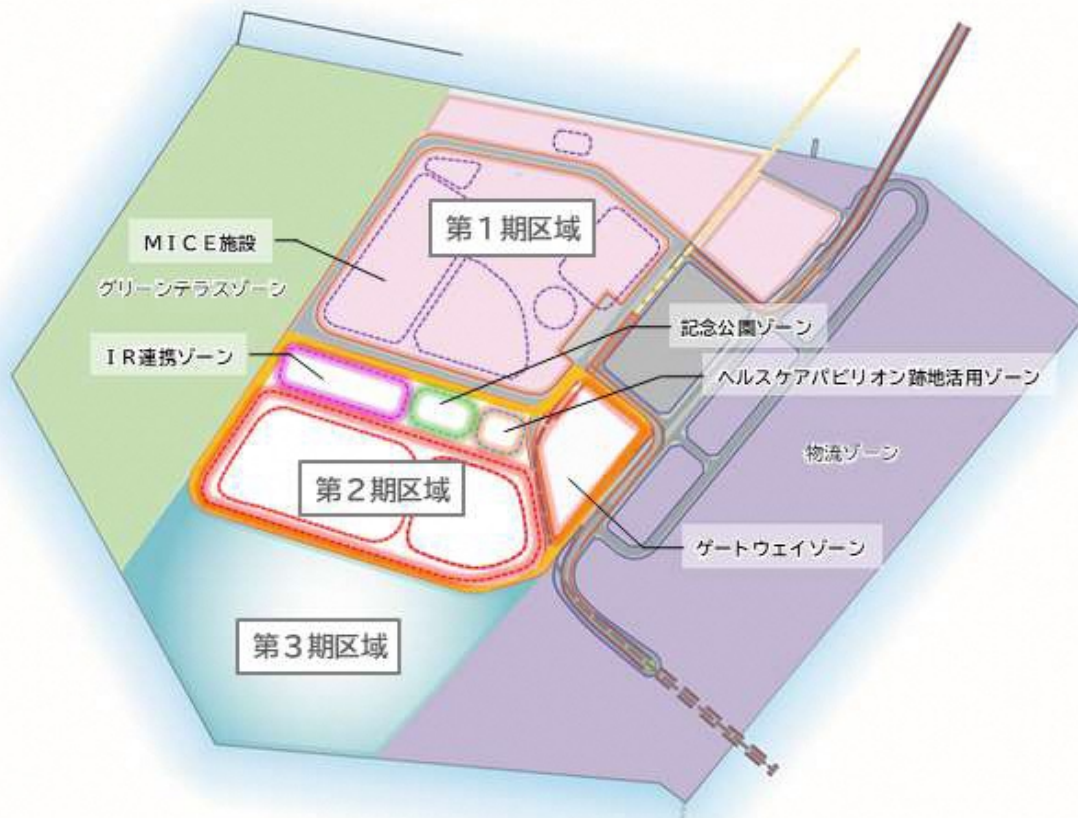 第１期区域
ＭＩＣＥ施設
グリーンテラスゾーン
記念公園ゾーン
ＩＲ連携ゾーン
ヘルスケアパビリオン跡地活用ゾーン
物流ゾーン
第２期区域
ゲートウェイゾーン
第３期区域